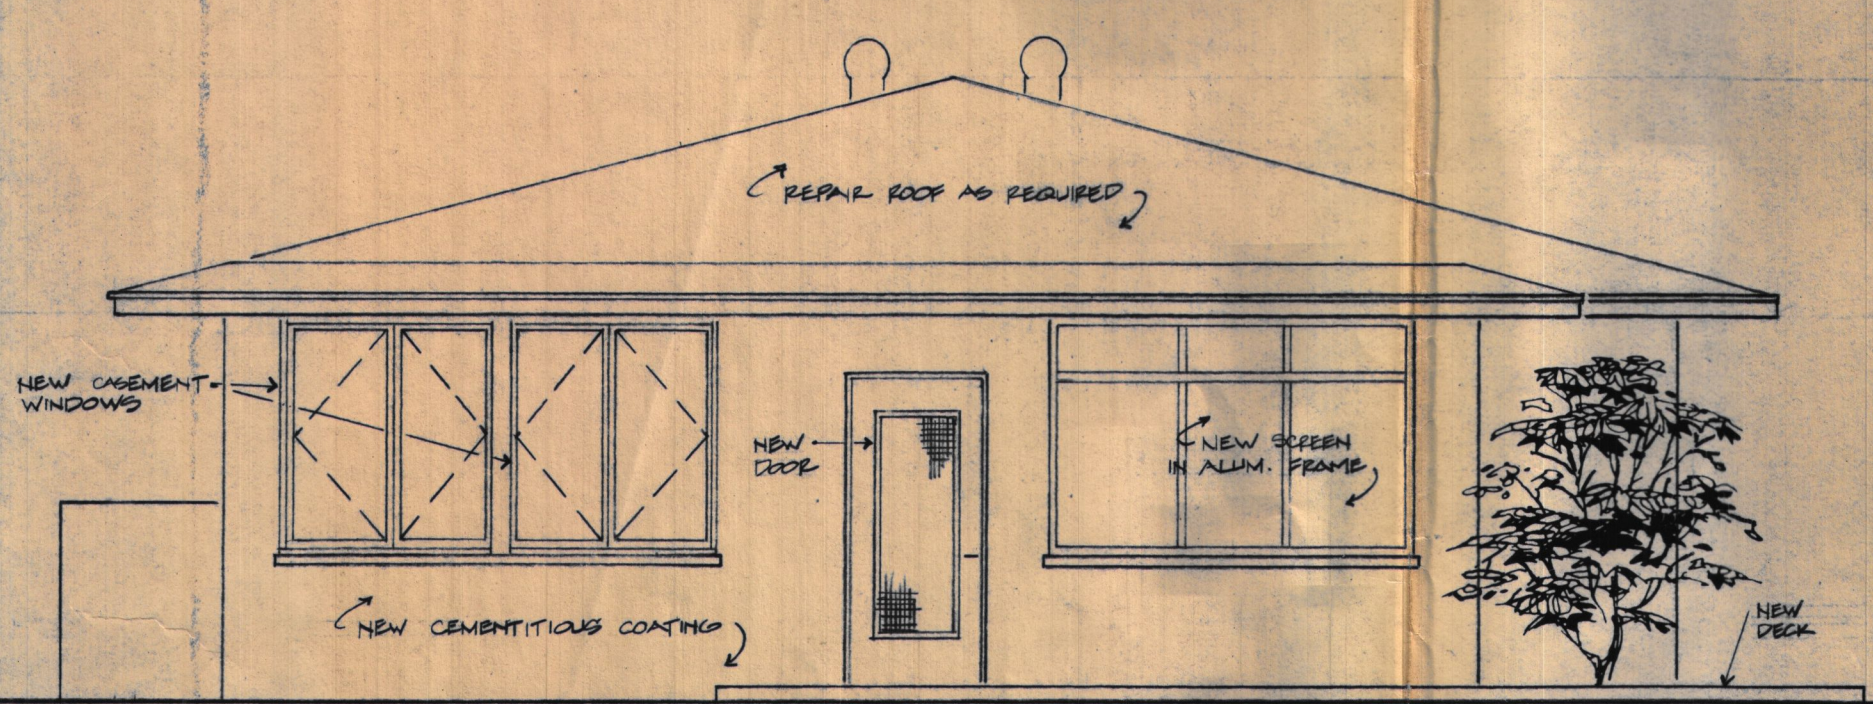 REPAIR ROOF AS REQUIRED
NEW CASEMENT
WINDOWS
NEW
DOOR
NEW SCREEN
IN ALUM. FRAME
NEW CEMENTITIOUS COATING
NEW
DECK